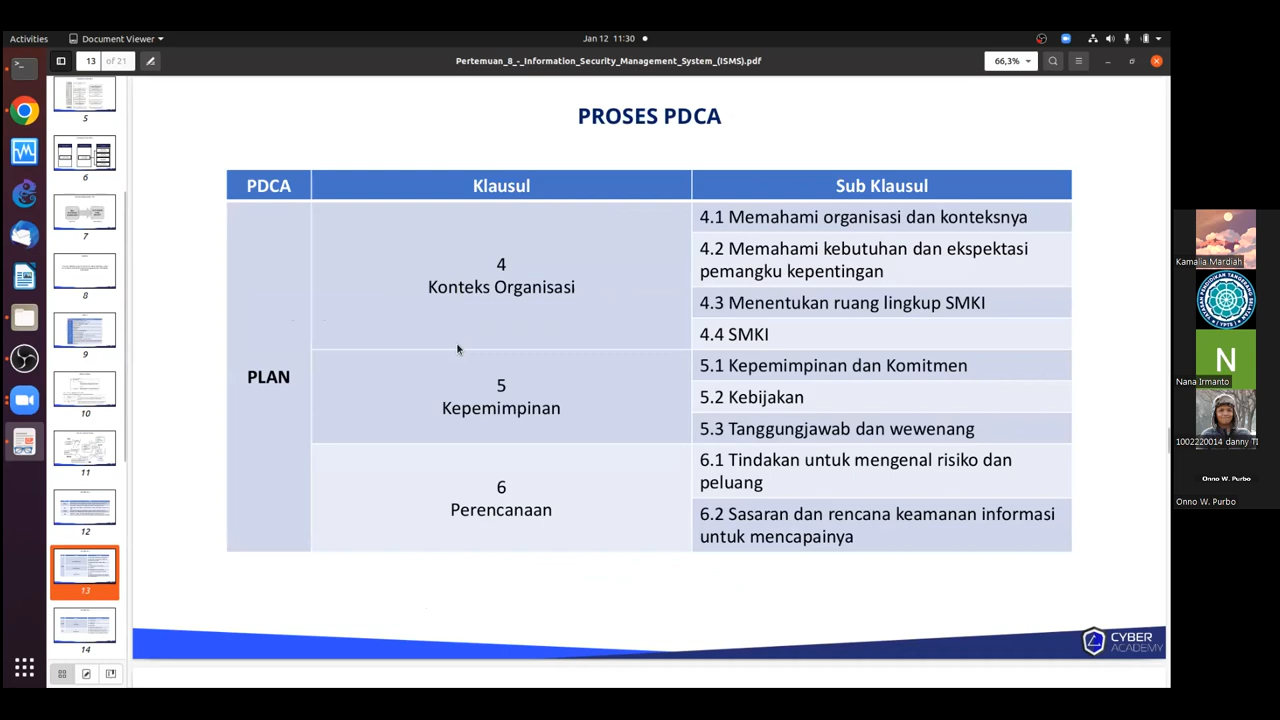 Activities
Document Viewer
Jan 12 11:30
13 of 21
Pertemuan_8_-_Information_Security_Management_System_(ISMS).pdf
66,3%
5
6
7
8
9
10
11
12
13
14
PROSES PDCA
PDCA
Klausul
Sub Klausul
PLAN
4
Konteks Organisasi
4.1 Memahami organisasi dan konteksnya
4.2 Memahami kebutuhan dan ekspektasi
pemangku kepentingan
4.3 Menentukan ruang lingkup SMKI
4.4 SMKI
5
Kepemimpinan
5.1 Kepemimpinan dan Komitmen
5.2 Kebijakan
5.3 Tanggungjawab dan wewenang
6
Perencanaan
6.1 Tindakan untuk mengenal risiko dan
peluang
6.2 Sasaran dan rencana keamanan informasi
untuk mencapainya
CYBER
ACADEMY
Kamalia Mardiah
N
Nana Irmanto
1002220014 danny TI
Onno W. Purbo
Onno W. Purbo